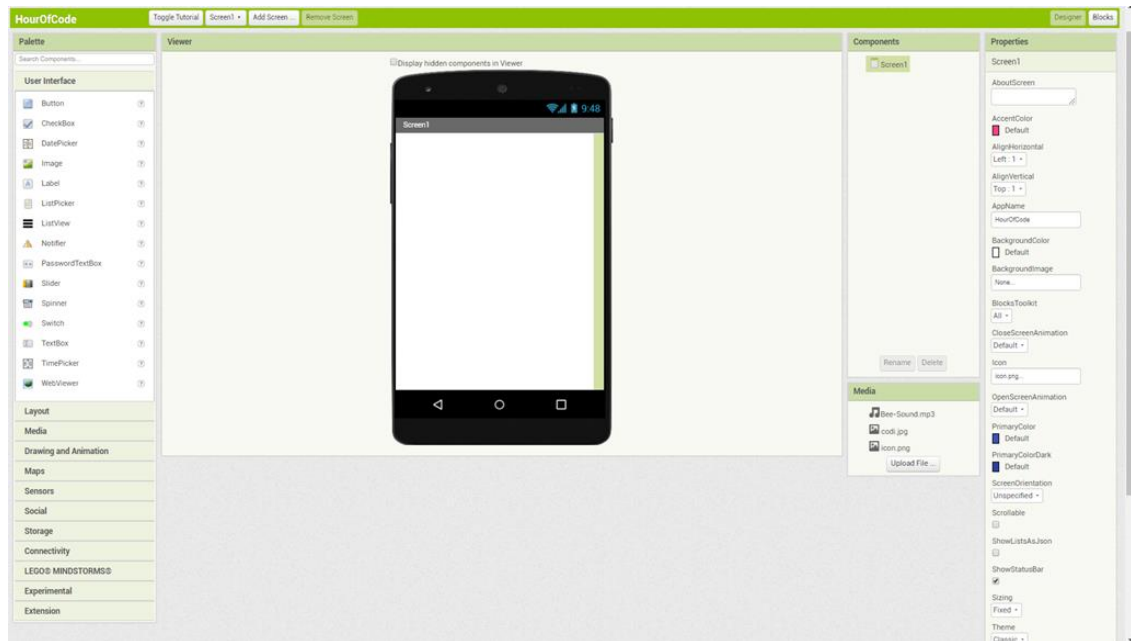 HourOfCode
Toggle Tutorial Screen1 Add Screen ... Remove Screen
Designer Blocks
Palette
Search Components...
User Interface
Button
CheckBox
DatePicker
Image
Label
ListPicker
ListView
Notifier
PasswordTextBox
Slider
Spinner
Switch
TextBox
TimePicker
WebViewer
Layout
Media
Drawing and Animation
Maps
Sensors
Social
Storage
Connectivity
LEGO® MINDSTORMS®
Experimental
Extension
Viewer
Display hidden components in Viewer
9:48
Screen1
Components
Screen1
Rename Delete
Media
Bee-Sound.mp3
codi.jpg
icon.png
Upload File ...
Properties
Screen1
AboutScreen
AccentColor
Default
AlignHorizontal
Left : 1
AlignVertical
Top : 1
AppName
HourOfCode
BackgroundColor
Default
BackgroundImage
None...
BlocksToolkit
All
CloseScreenAnimation
Default
Icon
icon.png...
OpenScreenAnimation
Default
PrimaryColor
Default
PrimaryColorDark
Default
ScreenOrientation
Unspecified
Scrollable
ShowListsAsJson
ShowStatusBar
Sizing
Fixed
Theme
Classic